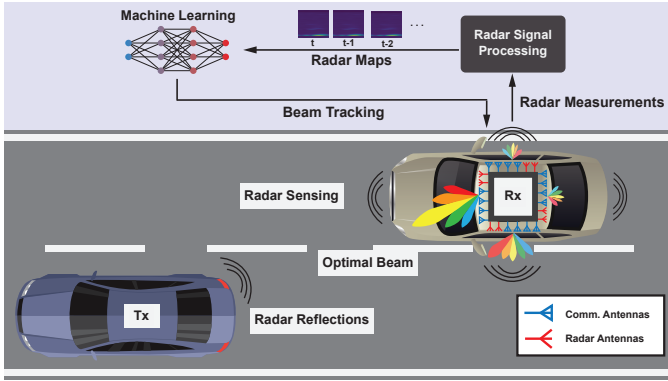 Machine Learning
t
t-1
t-2
...
Radar Maps
Radar Signal
Processing
Beam Tracking
Radar Measurements
Radar Sensing
Rx
Optimal Beam
Tx
Radar Reflections
Comm. Antennas
Radar Antennas